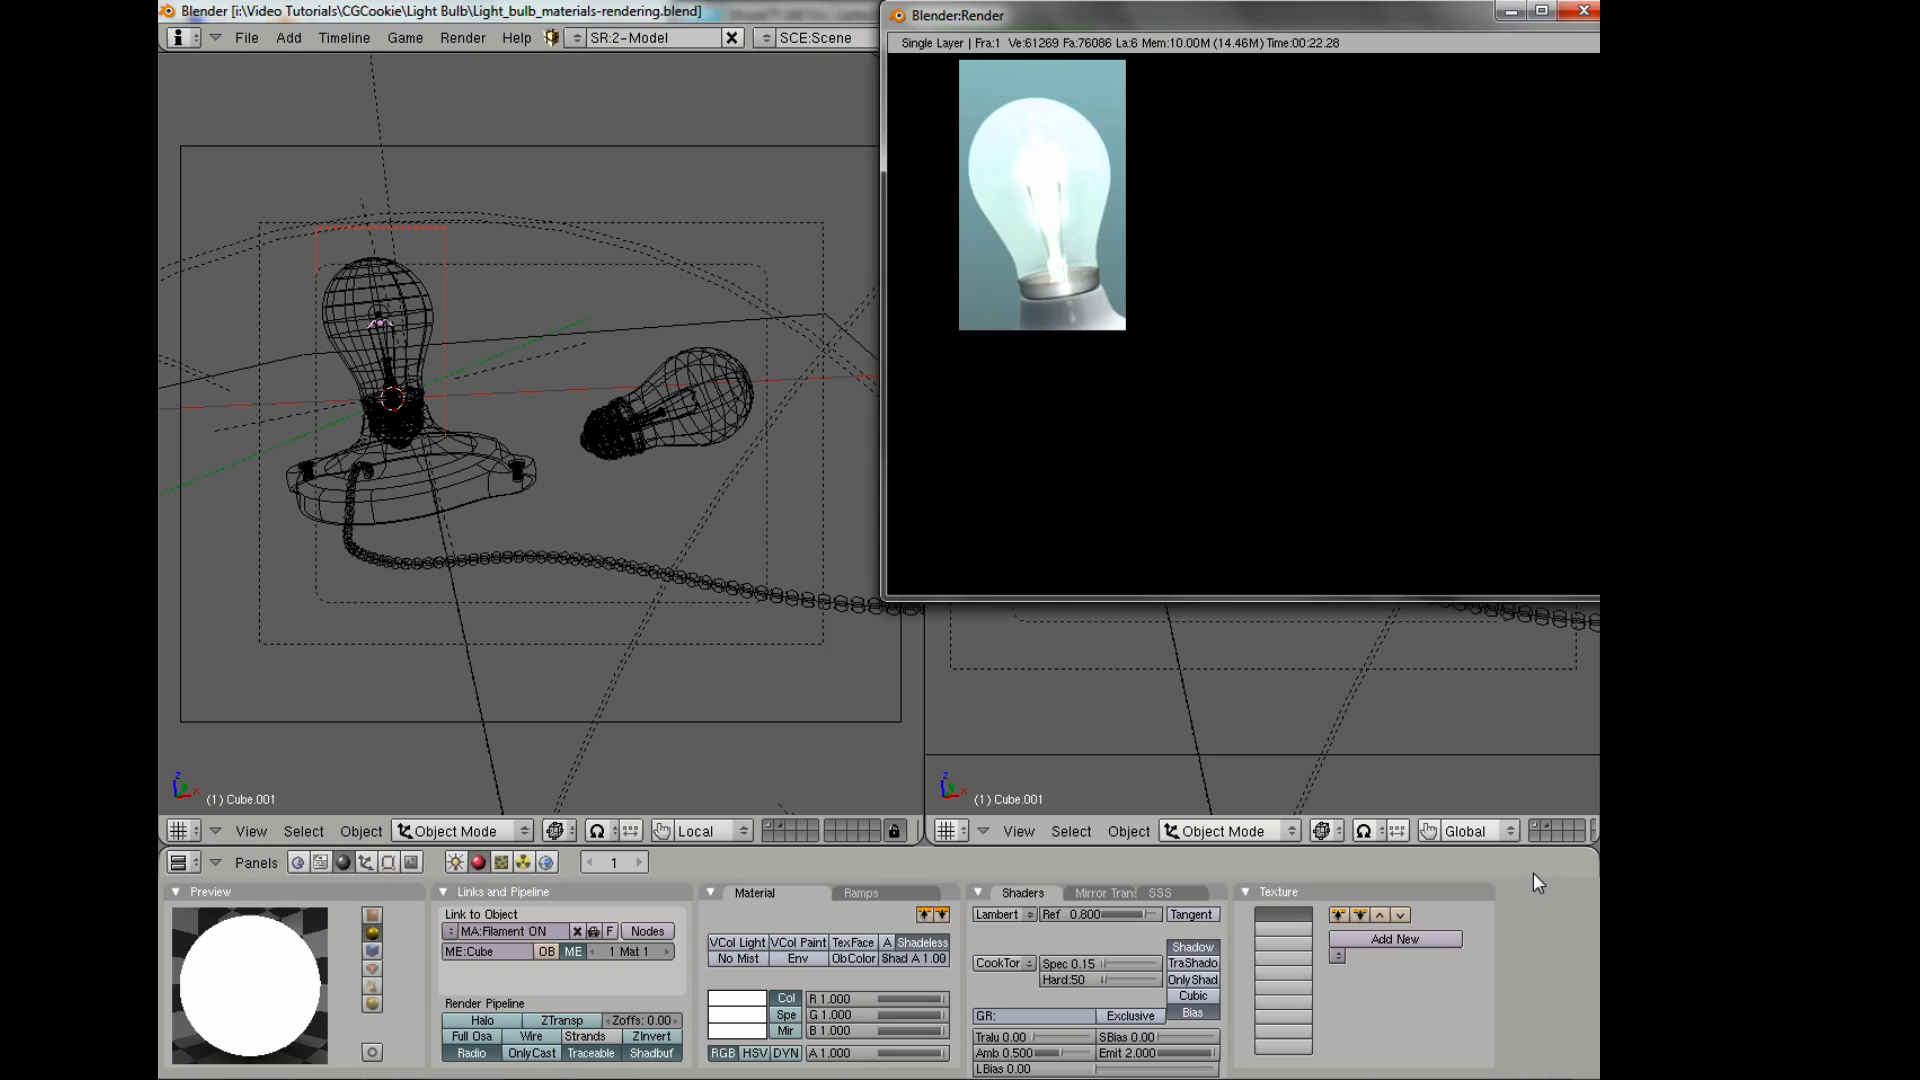 Blender [i:\Video Tutorials\CGCookie\Light Bulb\Light_bulb_materials-rendering.blend]
Blender:Render
File Add Timeline Game Render Help SR:2-Model SCE:Scene
Single Layer | Fra:1 Ve:61269 Fa:76086 La:6 Mem:10.00M (14.46M) Time:00:22.28
z x (1) Cube.001
z x (1) Cube.001
View Select Object Object Mode Local
View Select Object Object Mode Global
Panels 1
Preview
Links and Pipeline
Link to Object
MA:Filament ON F Nodes
ME:Cube OB ME 1 Mat 1
Render Pipeline
Halo ZTransp Zoffs: 0.00
Full Osa Wire Strands ZInvert
Radio OnlyCast Traceable Shadbuf
Material Ramps
VCol Light VCol Paint TexFace A Shadeless
No Mist Env ObColor Shad A 1.00
Col R 1.000
Spe G 1.000
Mir B 1.000
RGB HSV DYN A 1.000
Shaders Mirror Trans SSS
Lambert Ref 0.800 Tangent
Shadow
CookTor Spec 0.15 TraShado
Hard:50 OnlyShad
Cubic
GR: Exclusive Bias
Tralu 0.00 SBias 0.00
Amb 0.500 Emit 2.000
LBias 0.00
Texture
Add New